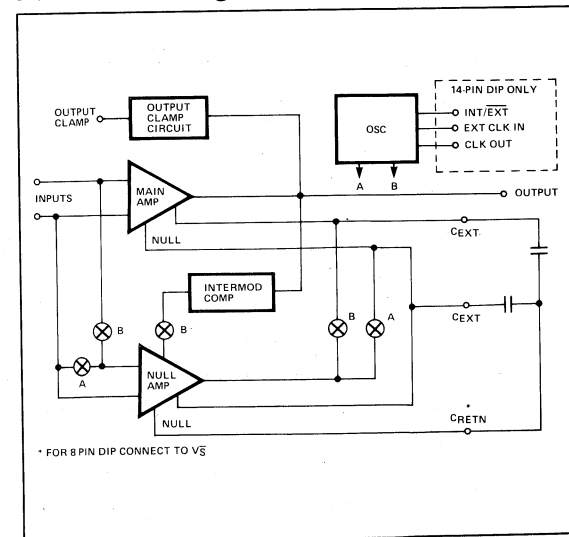 14-PIN DIP ONLY
OUTPUT
CLAMP
OUTPUT
CLAMP
CIRCUIT
OSC
INT/EXT
EXT CLK IN
CLK OUT
A
B
INPUTS
MAIN
AMP
OUTPUT
NULL
CEXT
INTERMOD
COMP
B
B
B
A
CEXT
A
NULL
AMP
NULL
*
CRETN
* FOR 8 PIN DIP CONNECT TO VS